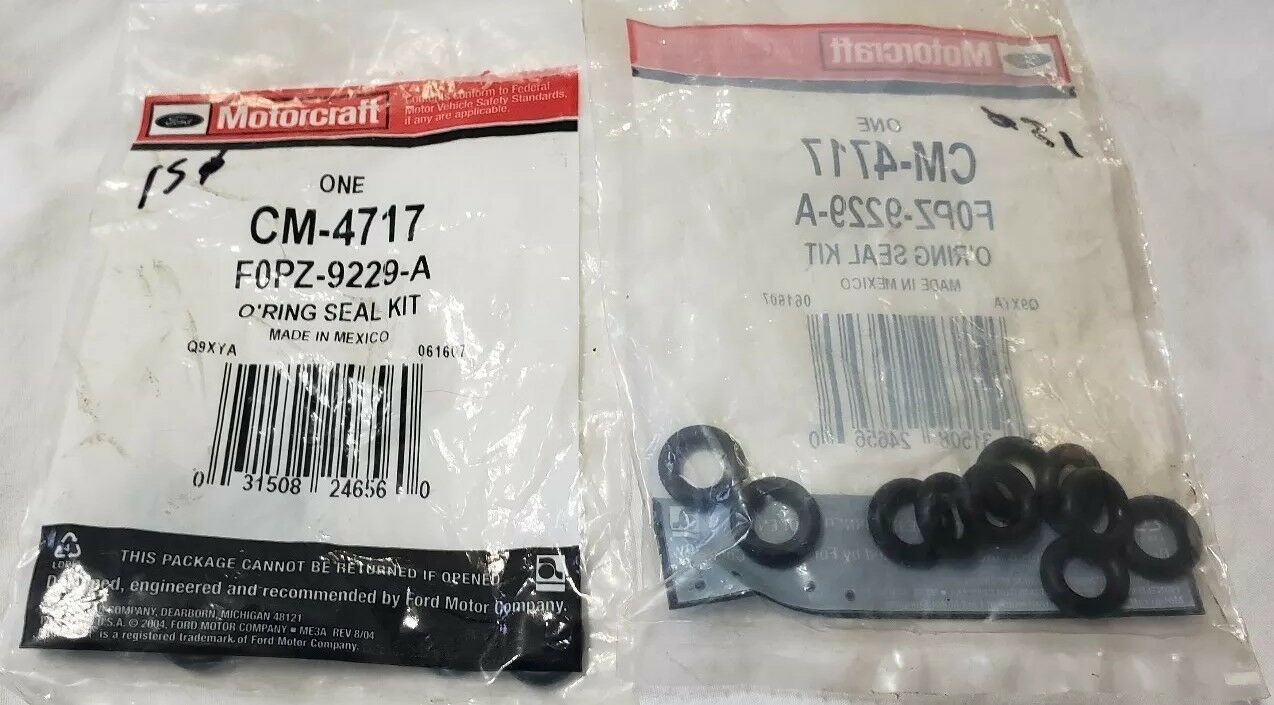 Motorcraft
Contents conform to Federal
Motor Vehicle Safety Standards,
if any are applicable.
15¢
ONE
CM-4717
F0PZ-9229-A
O'RING SEAL KIT
MADE IN MEXICO
Q9XYA 061607
0 31508 24656 0
THIS PACKAGE CANNOT BE RETURNED IF OPENED
engineered and recommended by Ford Motor Company.
COMPANY, DEARBORN, MICHIGAN 48121
U.S.A. © 2004, FORD MOTOR COMPANY • ME3A REV 8/04
is a registered trademark of Ford Motor Company.
Motorcraft
ONE
CM-4717
F0PZ-9229-A
O'RING SEAL KIT
MADE IN MEXICO
061607
31508 24656 0